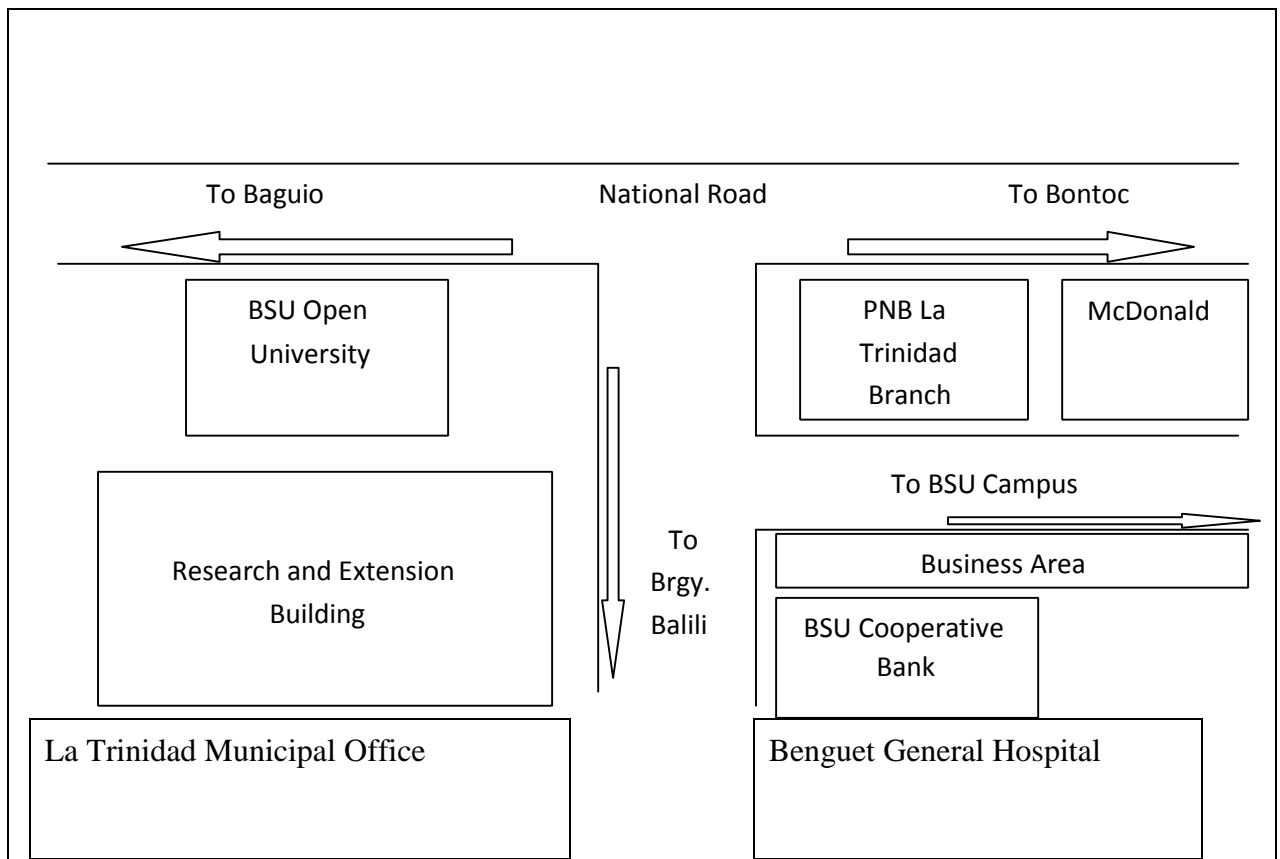 To Baguio
National Road
To Bontoc
BSU Open
University
PNB La
Trinidad
Branch
McDonald
To BSU Campus
Research and Extension
Building
To
Brgy.
Balili
Business Area
BSU Cooperative
Bank
La Trinidad Municipal Office
Benguet General Hospital